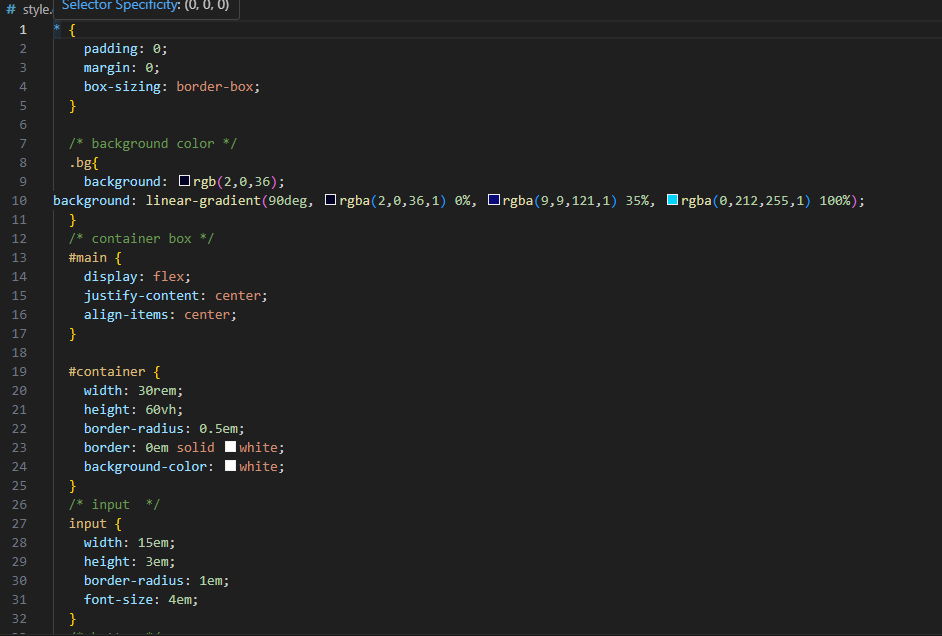 # style.
Selector Specificity: (0, 0, 0)
1 * {
2 padding: 0;
3 margin: 0;
4 box-sizing: border-box;
5 }
6
7 /* background color */
8 .bg{
9 background: rgb(2,0,36);
10 background: linear-gradient(90deg, rgba(2,0,36,1) 0%, rgba(9,9,121,1) 35%, rgba(0,212,255,1) 100%);
11 }
12 /* container box */
13 #main {
14 display: flex;
15 justify-content: center;
16 align-items: center;
17 }
18
19 #container {
20 width: 30rem;
21 height: 60vh;
22 border-radius: 0.5em;
23 border: 0em solid white;
24 background-color: white;
25 }
26 /* input  */
27 input {
28 width: 15em;
29 height: 3em;
30 border-radius: 1em;
31 font-size: 4em;
32 }